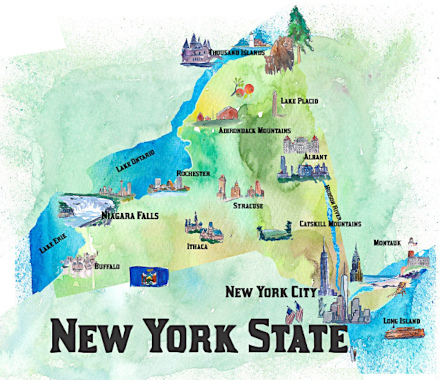 Thousand Islands
Lake Placid
Adirondack Mountains
Lake Ontario
Albany
Rochester
Syracuse
Hudson River
Niagara Falls
Catskill Mountains
Lake Erie
Ithaca
Montauk
Buffalo
New York City
Long Island
New York State